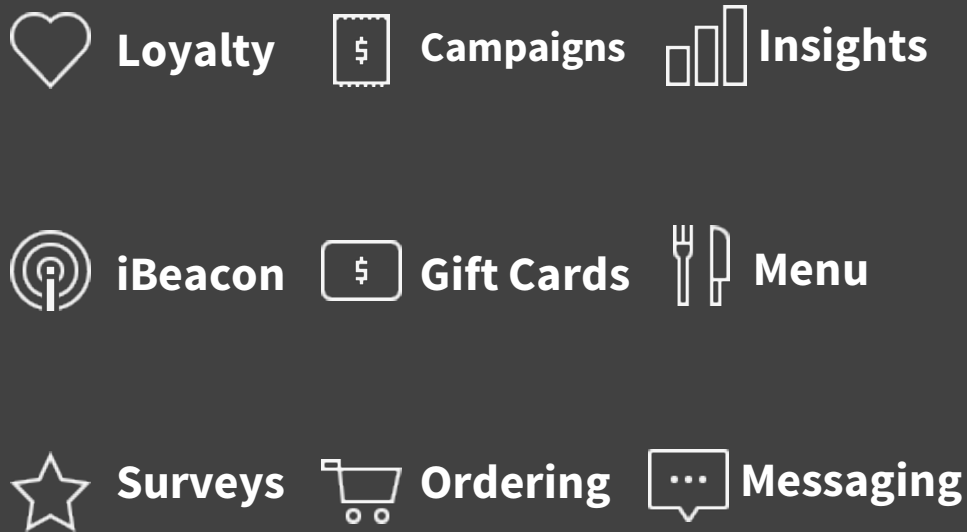 Loyalty
$
Campaigns
Insights
iBeacon
$
Gift Cards
Menu
Surveys
Ordering
Messaging